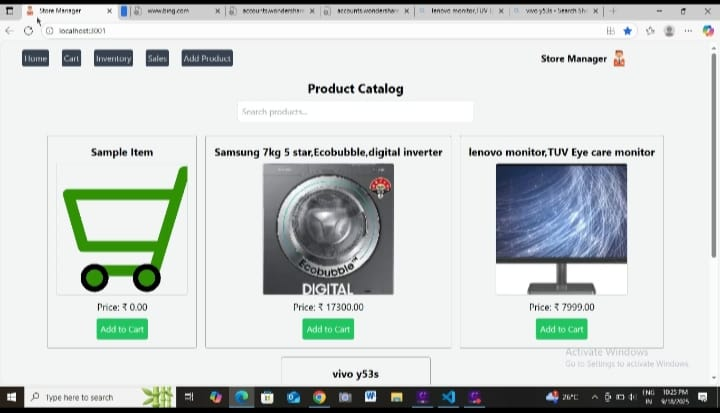 Store Manager
www.bing.com
accounts.wondershare
accounts.wondershare
lenovo monitor,TUV
vivo y53s - Search
localhost:3001
Home Cart Inventory Sales Add Product
Store Manager
Product Catalog
Search products...
Sample Item
Price: ₹ 0.00
Add to Cart
Samsung 7kg 5 star,Ecobubble,digital inverter
Ecobubble™
DIGITAL
Price: ₹ 17300.00
Add to Cart
lenovo monitor,TUV Eye care monitor
Price: ₹ 7999.00
Add to Cart
vivo y53s
Activate Windows
Go to Settings to activate Windows.
Type here to search
26°C
ENG
IN
10:25 PM
9/18/2025